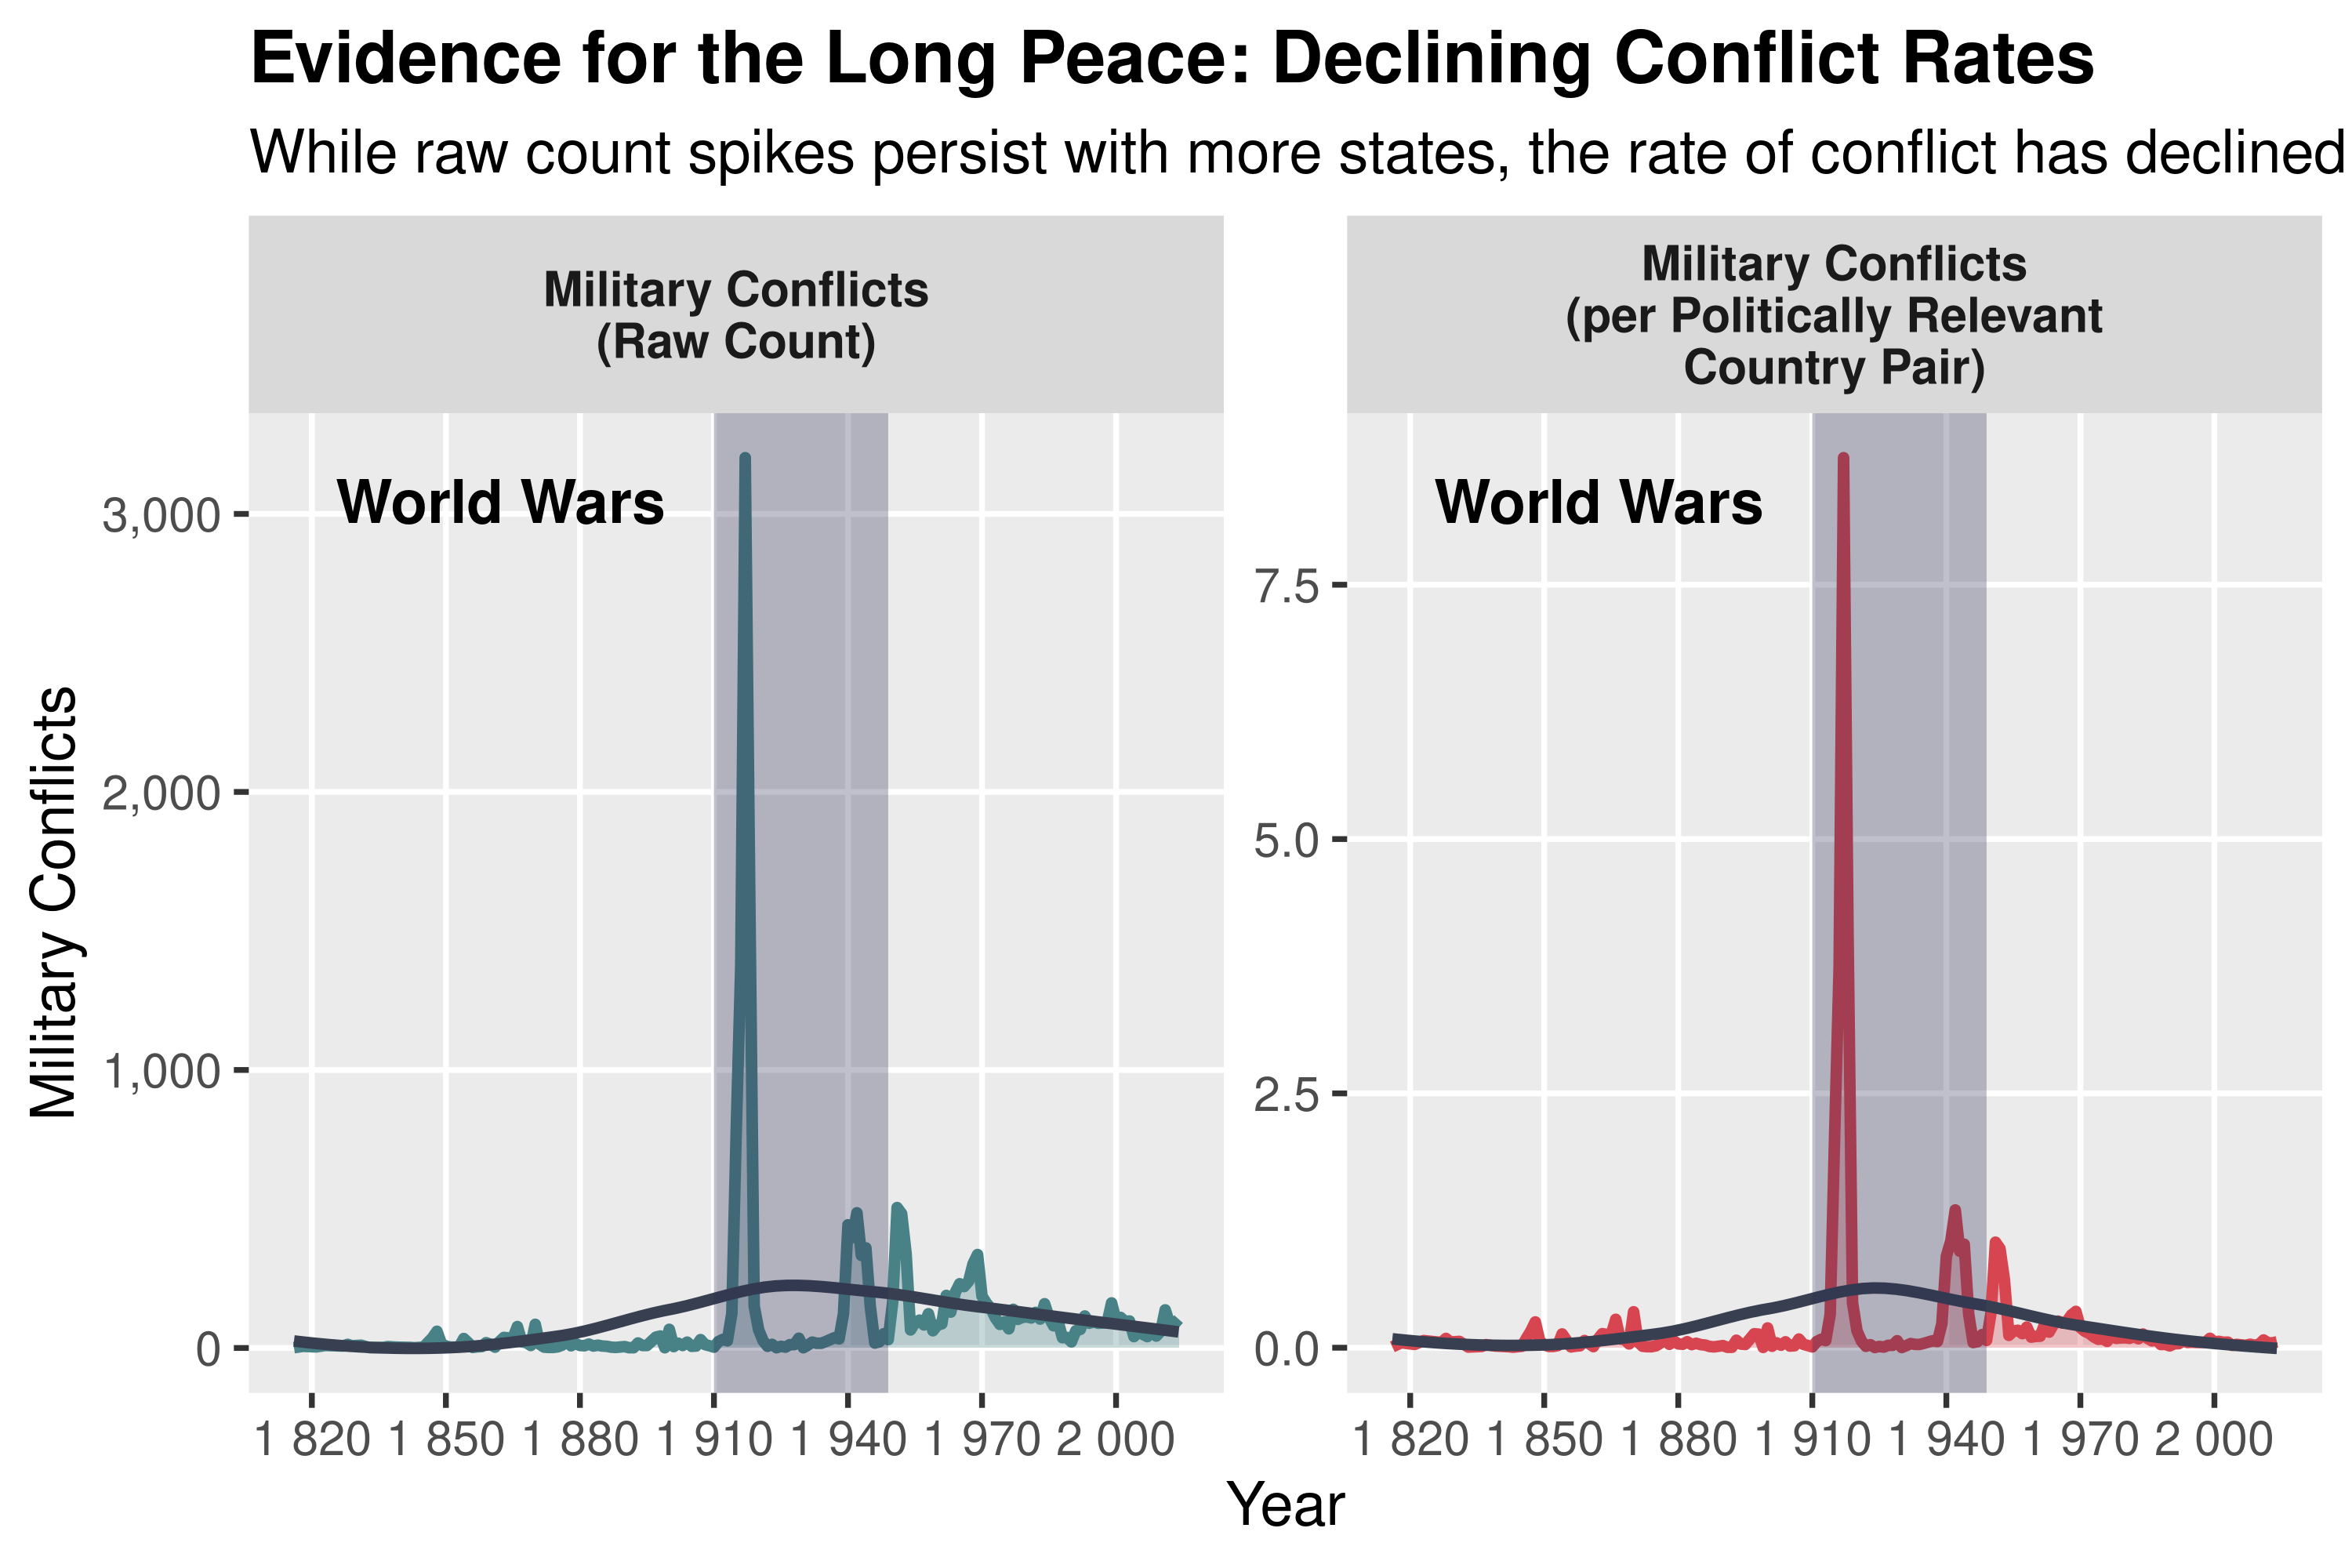 Evidence for the Long Peace: Declining Conflict Rates
While raw count spikes persist with more states, the rate of conflict has declined
Military Conflicts
(Raw Count)
Military Conflicts
(per Politically Relevant
Country Pair)
World Wars
World Wars
Military Conflicts
3,000
2,000
1,000
0
7.5
5.0
2.5
0.0
1 820 1 850 1 880 1 910 1 940 1 970 2 000
1 820 1 850 1 880 1 910 1 940 1 970 2 000
Year